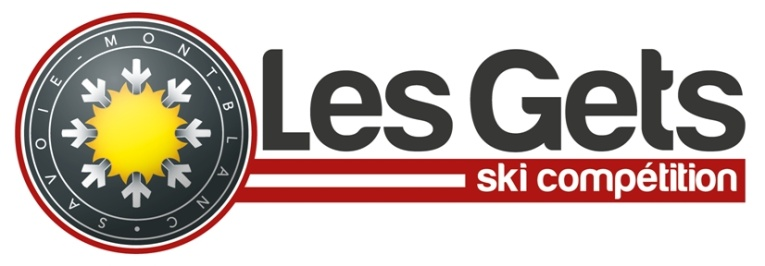 SAVOIE-MONT-BLANC•
Les Gets
ski compétition